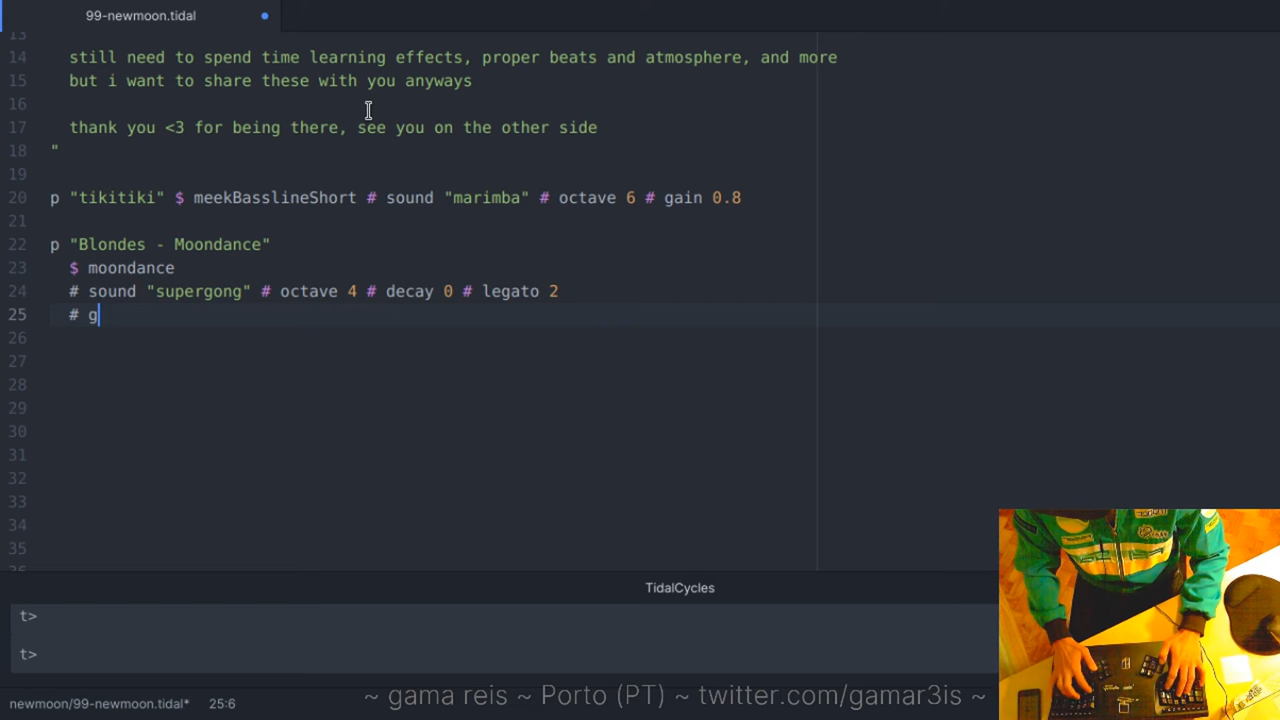 99-newmoon.tidal
13
14 still need to spend time learning effects, proper beats and atmosphere, and more
15 but i want to share these with you anyways
16
17 thank you <3 for being there, see you on the other side
18 "
19
20 p "tikitiki" $ meekBasslineShort # sound "marimba" # octave 6 # gain 0.8
21
22 p "Blondes - Moondance"
23 $ moondance
24 # sound "supergong" # octave 4 # decay 0 # legato 2
25 # g
26
27
28
29
30
31
32
33
34
35
TidalCycles
t>
t>
~ gama reis ~ Porto (PT) ~ twitter.com/gamar3is ~
newmoon/99-newmoon.tidal* 25:6